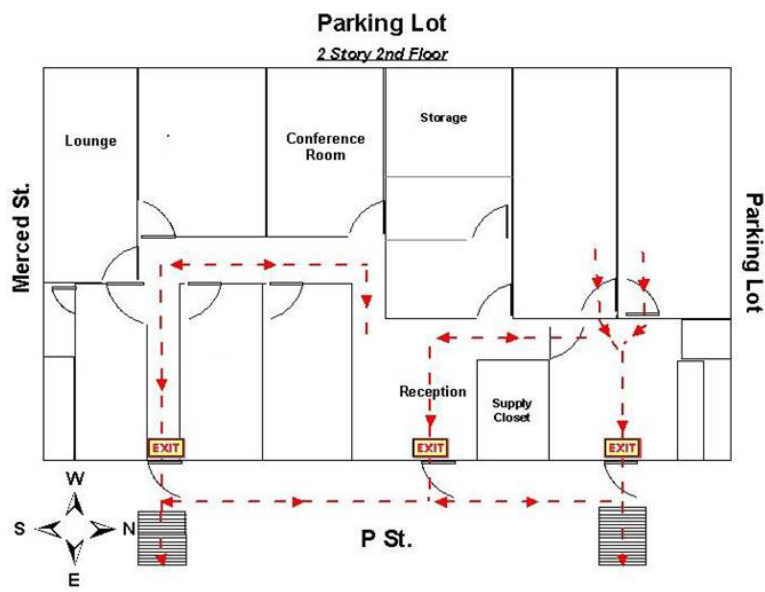 Parking Lot
2 Story 2nd Floor
Lounge
Conference
Room
Storage
Merced St.
Parking Lot
Reception
Supply
Closet
EXIT
EXIT
EXIT
W
S
N
E
P St.